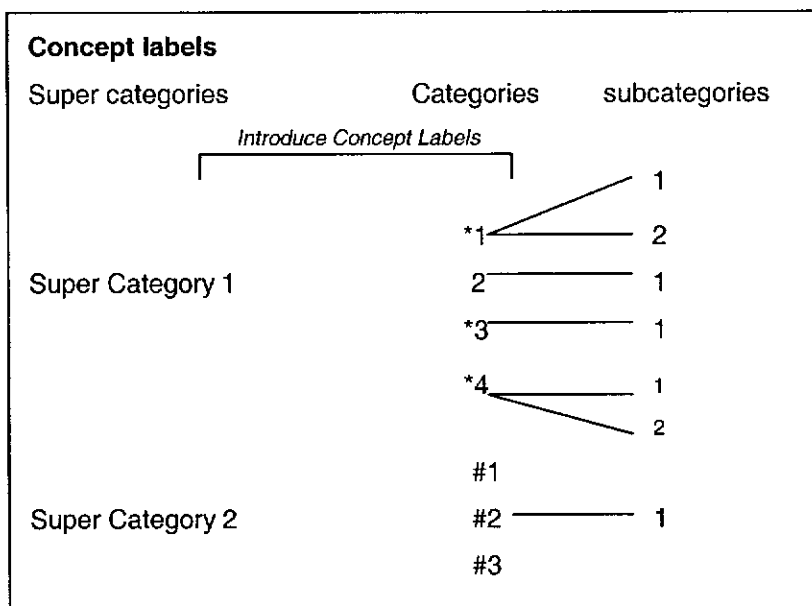 Concept labels
Super categories Categories subcategories
Introduce Concept Labels
1
*1 2
Super Category 1 2 1
*3 1
*4 1
2
#1
Super Category 2 #2 1
#3